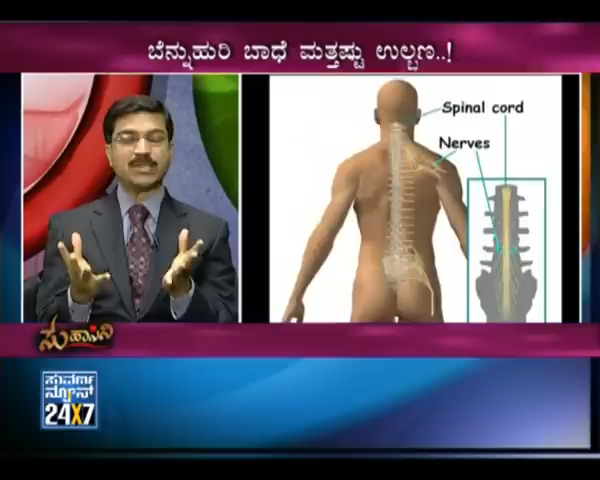 ಬೆನ್ನುಹುರಿ ಬಾಧೆ ಮತ್ತಷ್ಟು ಉಲ್ಬಣ..!
Spinal cord
Nerves
ಸುಹಾಸಿನಿ
ಸುವರ್ಣ
ನ್ಯೂಸ್
24X7